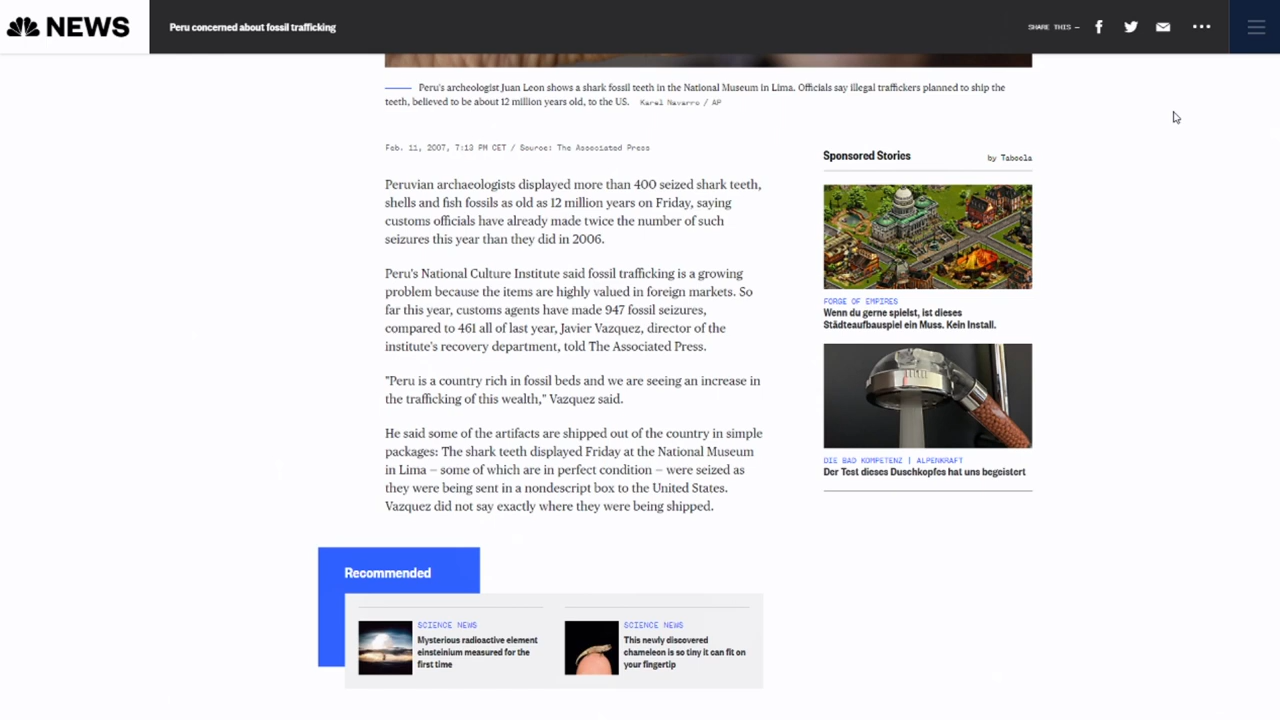 NEWS
Peru concerned about fossil trafficking
SHARE THIS —
Peru's archeologist Juan Leon shows a shark fossil teeth in the National Museum in Lima. Officials say illegal traffickers planned to ship the
teeth, believed to be about 12 million years old, to the US. Karel Navarro / AP
Feb. 11, 2007, 7:13 PM CET / Source: The Associated Press
Peruvian archaeologists displayed more than 400 seized shark teeth,
shells and fish fossils as old as 12 million years on Friday, saying
customs officials have already made twice the number of such
seizures this year than they did in 2006.
Peru's National Culture Institute said fossil trafficking is a growing
problem because the items are highly valued in foreign markets. So
far this year, customs agents have made 947 fossil seizures,
compared to 461 all of last year, Javier Vazquez, director of the
institute's recovery department, told The Associated Press.
"Peru is a country rich in fossil beds and we are seeing an increase in
the trafficking of this wealth," Vazquez said.
He said some of the artifacts are shipped out of the country in simple
packages: The shark teeth displayed Friday at the National Museum
in Lima — some of which are in perfect condition — were seized as
they were being sent in a nondescript box to the United States.
Vazquez did not say exactly where they were being shipped.
Sponsored Stories
by Taboola
FORGE OF EMPIRES
Wenn du gerne spielst, ist dieses
Städteaufbauspiel ein Muss. Kein Install.
DIE BAD KOMPETENZ | ALPENKRAFT
Der Test dieses Duschkopfes hat uns begeistert
Recommended
SCIENCE NEWS
Mysterious radioactive element
einsteinium measured for the
first time
SCIENCE NEWS
This newly discovered
chameleon is so tiny it can fit on
your fingertip